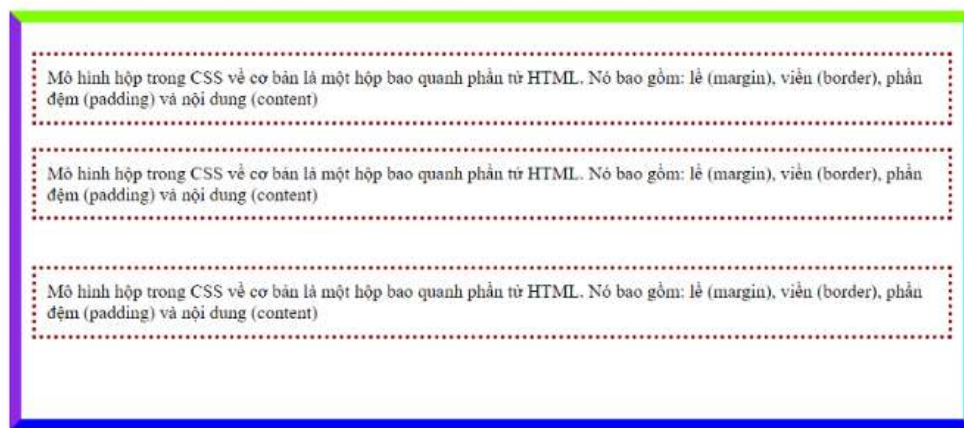 Mô hình hộp trong CSS về cơ bản là một hộp bao quanh phần tử HTML. Nó bao gồm: lề (margin), viền (border), phần
đệm (padding) và nội dung (content)
Mô hình hộp trong CSS về cơ bản là một hộp bao quanh phần tử HTML. Nó bao gồm: lề (margin), viền (border), phần
đệm (padding) và nội dung (content)
Mô hình hộp trong CSS về cơ bản là một hộp bao quanh phần tử HTML. Nó bao gồm: lề (margin), viền (border), phần
đệm (padding) và nội dung (content)